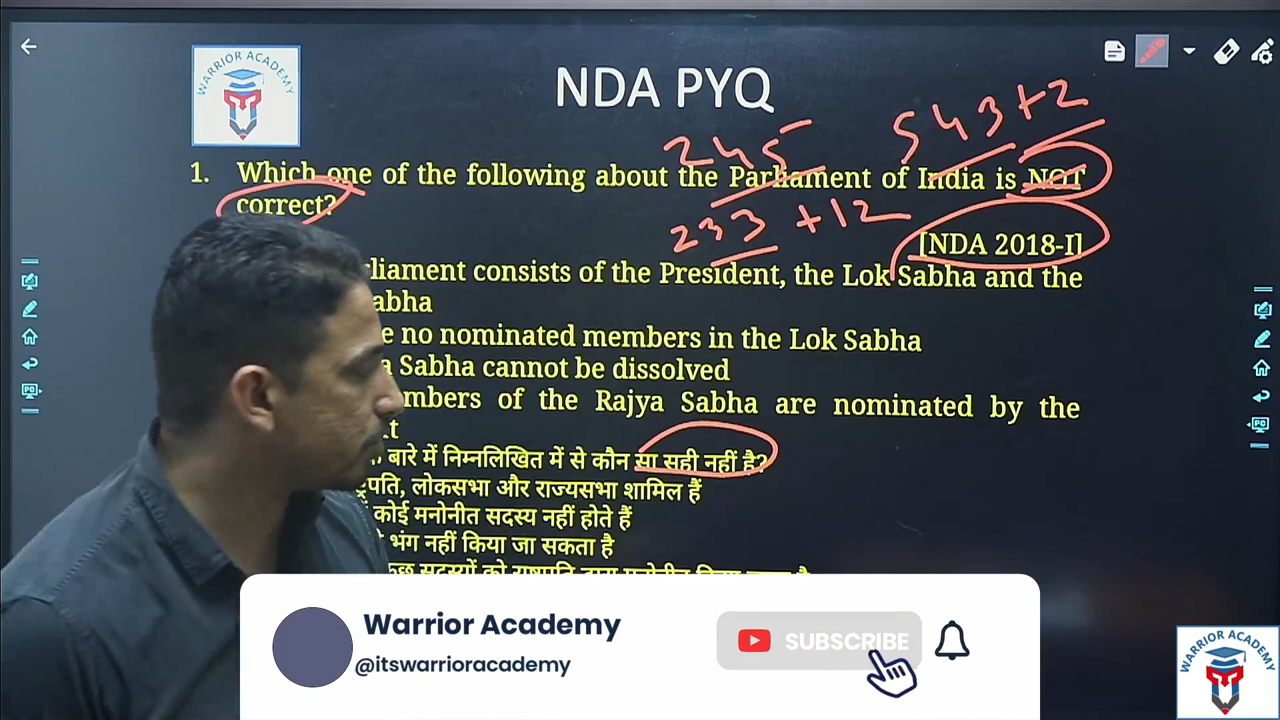 WARRIOR ACADEMY
NDA PYQ
245
543+2
1. Which one of the following about the Parliament of India is NOT
correct?
233 +12
[NDA 2018-I]
rliament consists of the President, the Lok Sabha and the
abha
e no nominated members in the Lok Sabha
a Sabha cannot be dissolved
mbers of the Rajya Sabha are nominated by the
t
बारे में निम्नलिखित में से कौन सा सही नहीं है?
पति, लोकसभा और राज्यसभा शामिल हैं
कोई मनोनीत सदस्य नहीं होते हैं
भंग नहीं किया जा सकता है
Warrior Academy
@itswarrioracademy
SUBSCRIBE
WARRIOR ACADEMY